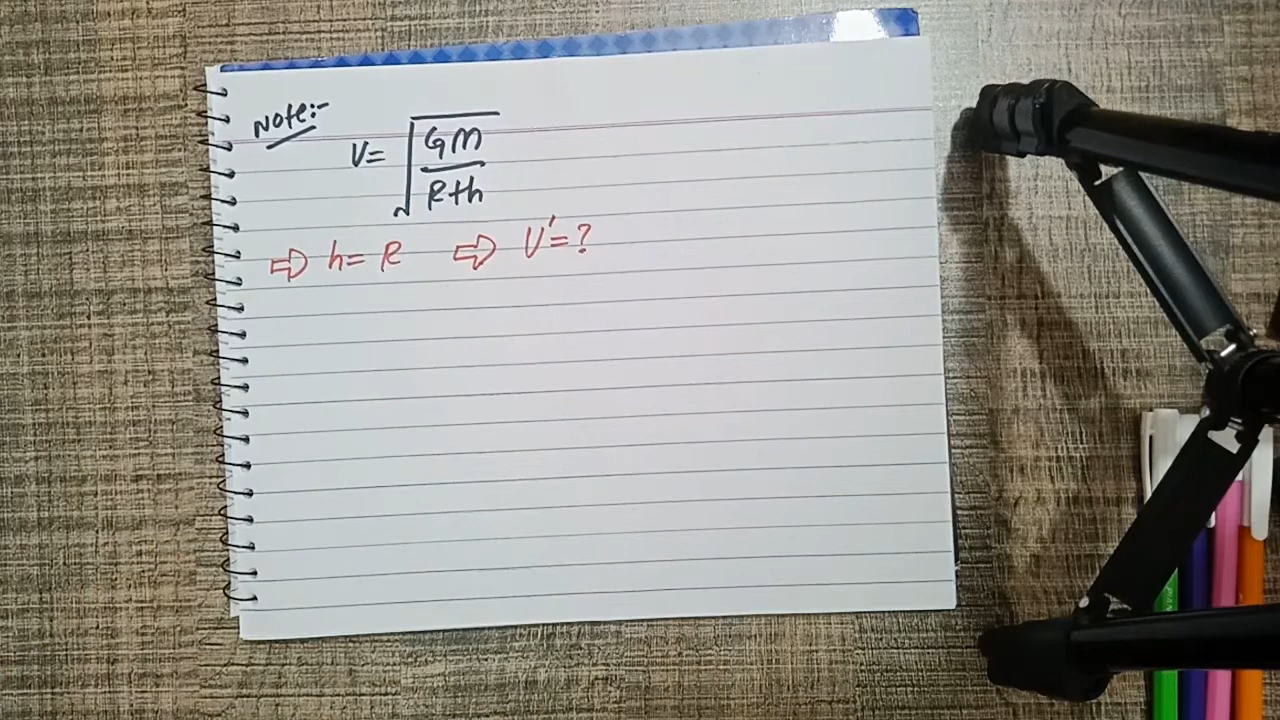 Note:-
V= √(GM/R+h)
⇨ h= R ⇨ V'=?